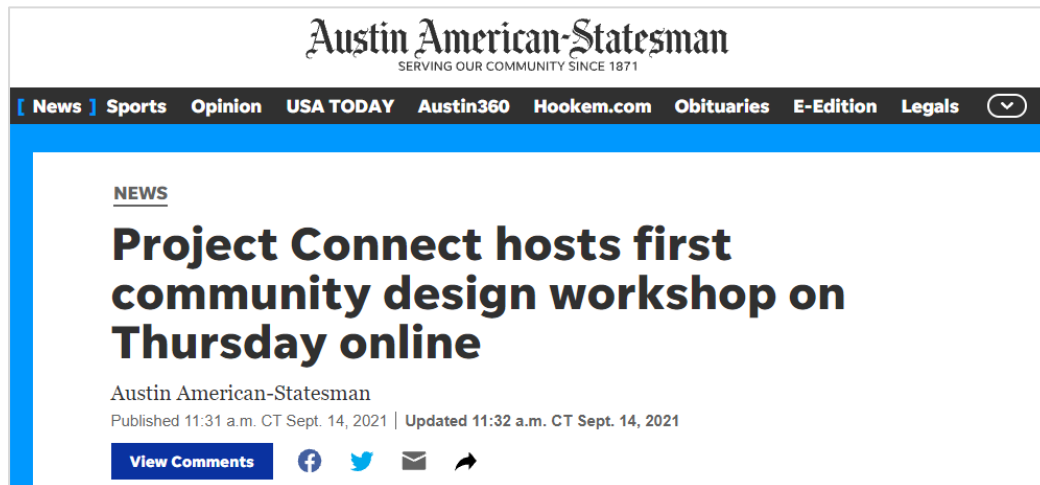 Austin American-Statesman
SERVING OUR COMMUNITY SINCE 1871
[ News ] Sports Opinion USA TODAY Austin360 Hookem.com Obituaries E-Edition Legals
NEWS
Project Connect hosts first
community design workshop on
Thursday online
Austin American-Statesman
Published 11:31 a.m. CT Sept. 14, 2021 | Updated 11:32 a.m. CT Sept. 14, 2021
View Comments